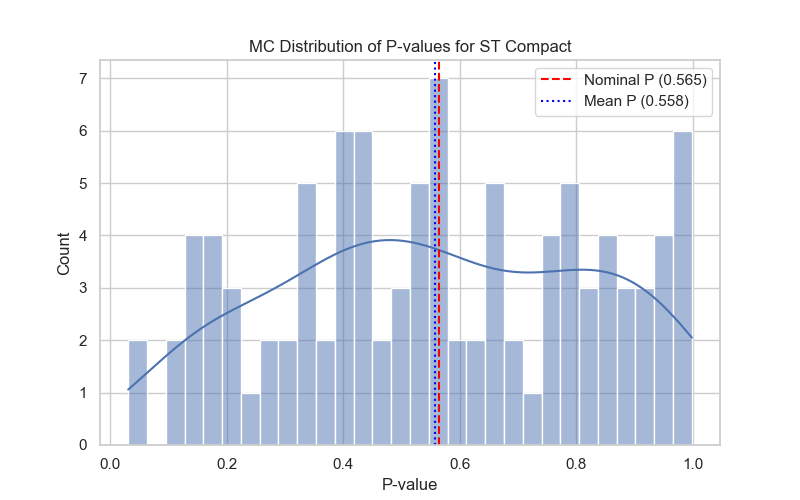 MC Distribution of P-values for ST Compact
Nominal P (0.565)
Mean P (0.558)
Count
7
6
5
4
3
2
1
0
0.0 0.2 0.4 0.6 0.8 1.0
P-value